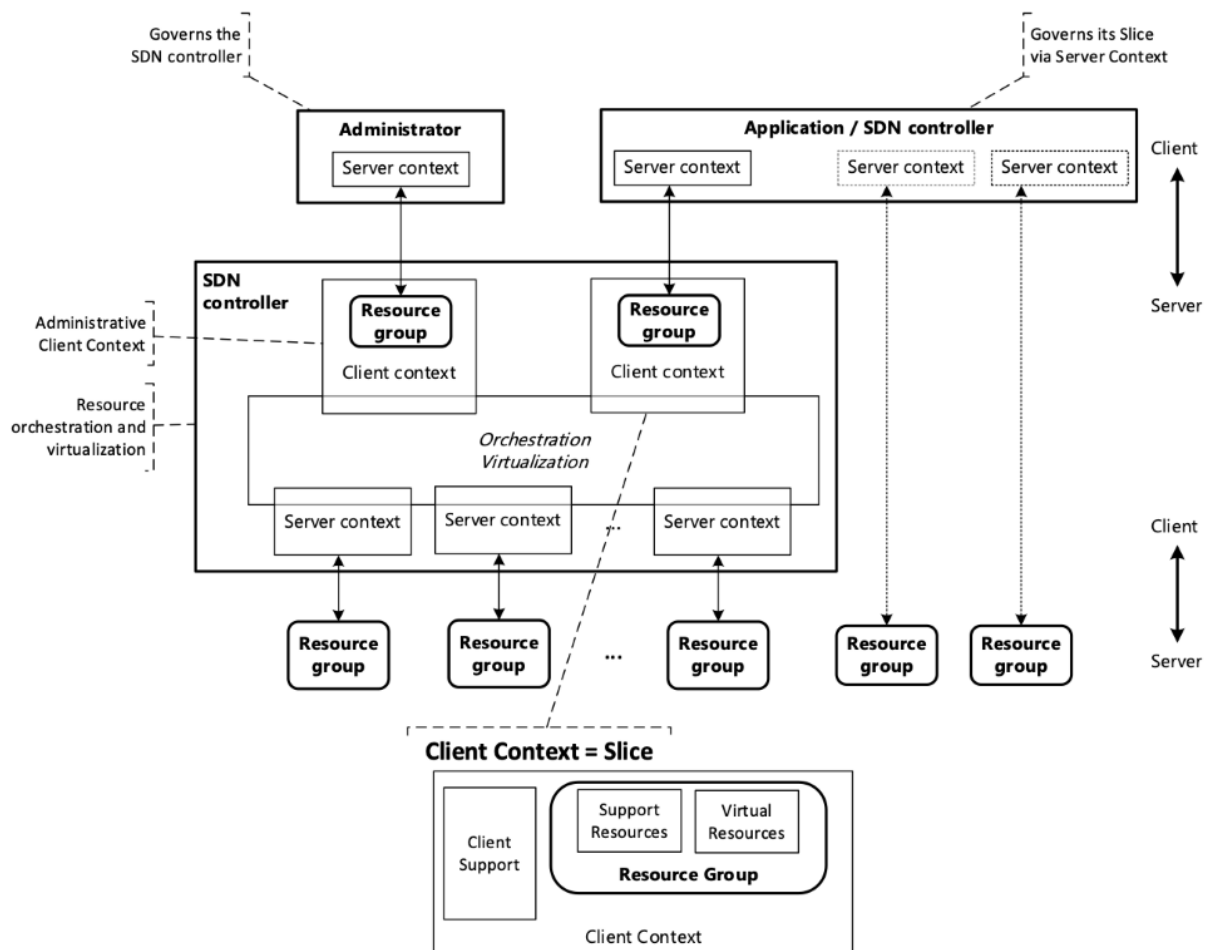 Governs the
SDN controller
Governs its Slice
via Server Context
Administrator
Server context
Application / SDN controller
Server context
Server context
Server context
Client
Server
SDN
controller
Resource
group
Client context
Resource
group
Client context
Administrative
Client Context
Resource
orchestration and
virtualization
Orchestration
Virtualization
Server context
Server context
...
Server context
Client
Server
Resource
group
Resource
group
...
Resource
group
Resource
group
Resource
group
Client Context = Slice
Client
Support
Support
Resources
Virtual
Resources
Resource Group
Client Context